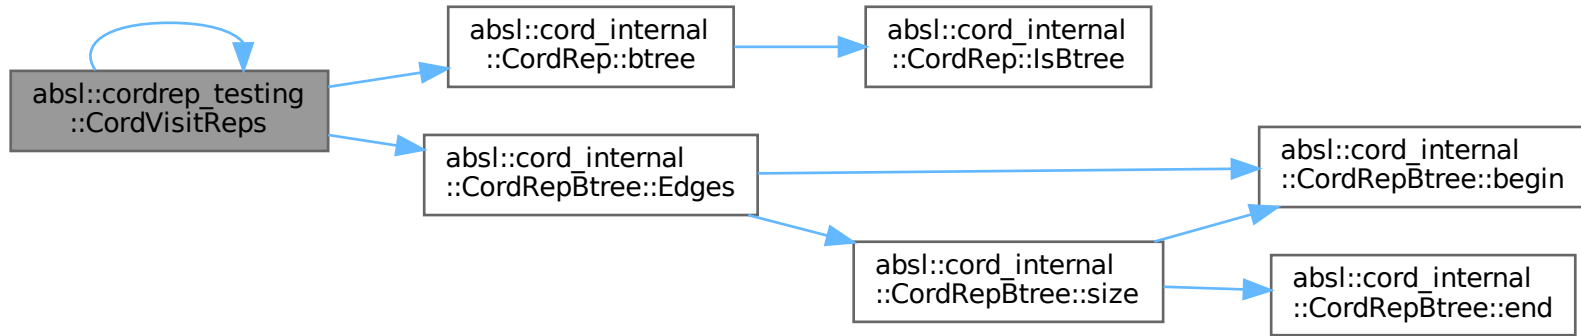 absl::cordrep_testing
::CordVisitReps
absl::cord_internal
::CordRep::btree
absl::cord_internal
::CordRep::IsBtree
absl::cord_internal
::CordRepBtree::Edges
absl::cord_internal
::CordRepBtree::begin
absl::cord_internal
::CordRepBtree::size
absl::cord_internal
::CordRepBtree::end